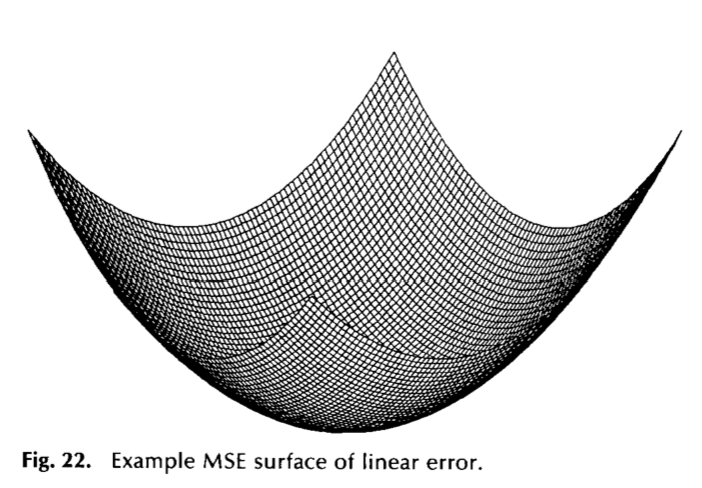 Fig. 22. Example MSE surface of linear error.